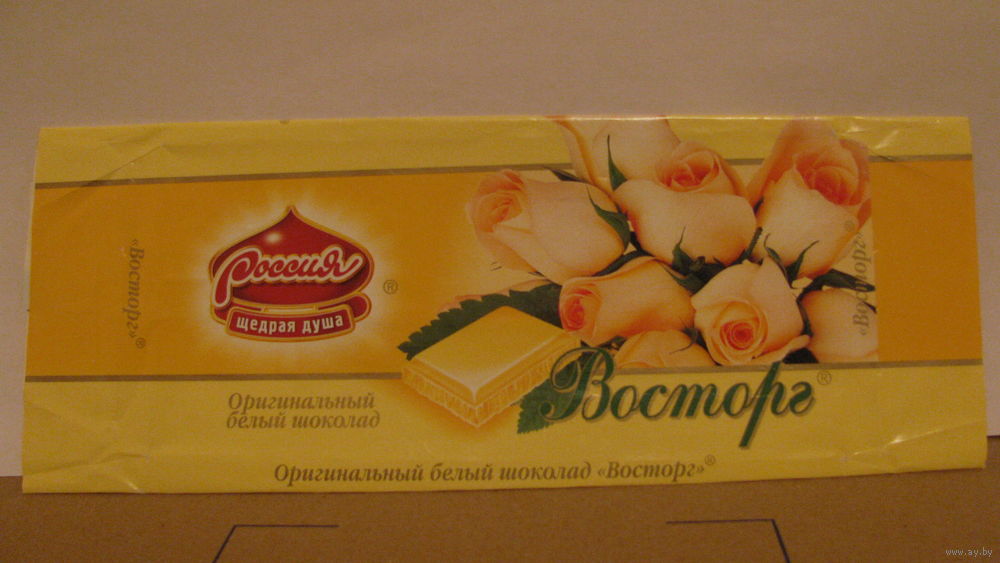 «Восторг»®
Россия
щедрая душа
®
«Восторг»®
Восторг®
Оригинальный
белый шоколад
Оригинальный белый шоколад «Восторг»®
www.ay.by